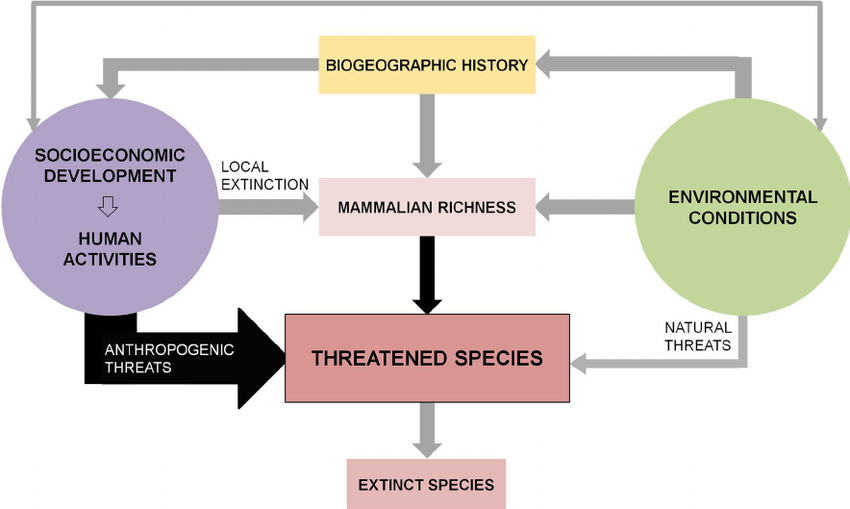 BIOGEOGRAPHIC HISTORY
SOCIOECONOMIC
DEVELOPMENT
HUMAN
ACTIVITIES
LOCAL
EXTINCTION
MAMMALIAN RICHNESS
ENVIRONMENTAL
CONDITIONS
ANTHROPOGENIC
THREATS
THREATENED SPECIES
NATURAL
THREATS
EXTINCT SPECIES